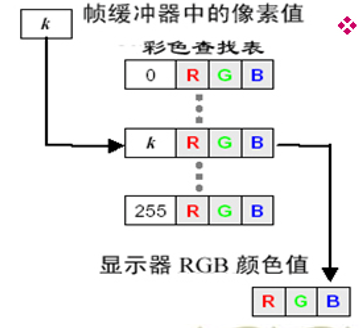 k
帧缓冲器中的像素值
彩色查找表
0 R G B
k R G B
255 R G B
显示器 RGB 颜色值
R G B